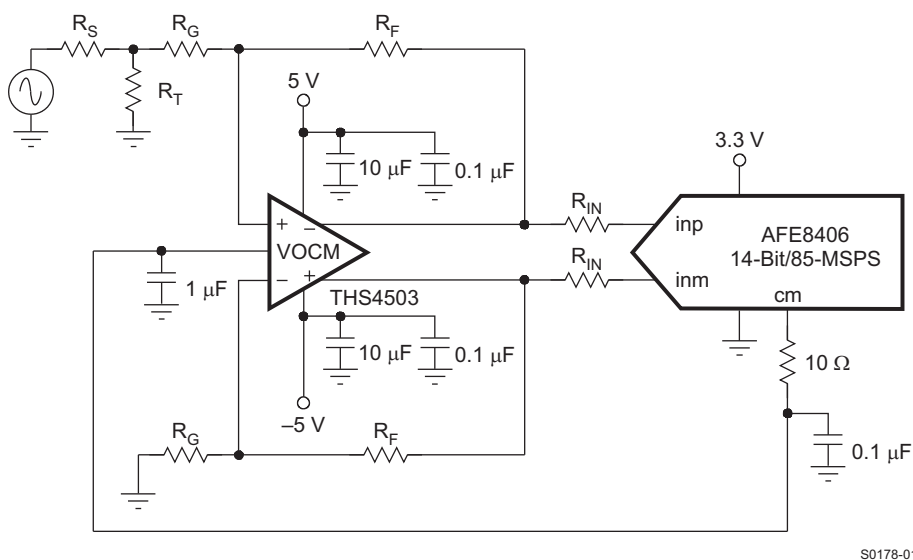 R_S
R_G
R_F
R_T
5 V
10 μF
0.1 μF
3.3 V
R_IN
inp
+
−
VOCM
AFE8406
14-Bit/85-MSPS
R_IN
inm
−
+
1 μF
THS4503
cm
10 μF
0.1 μF
10 Ω
–5 V
R_G
R_F
0.1 μF
S0178-01